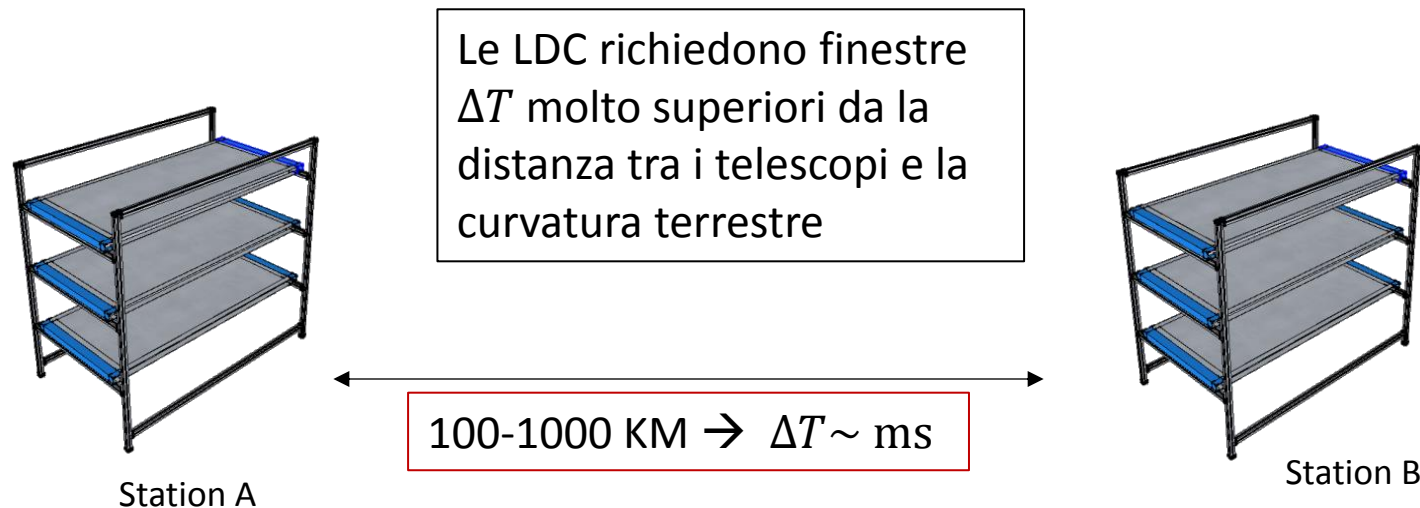 Le LDC richiedono finestre
Δ𝑇 molto superiori da la
distanza tra i telescopi e la
curvatura terrestre
100-1000 KM → Δ𝑇~ ms
Station A
Station B